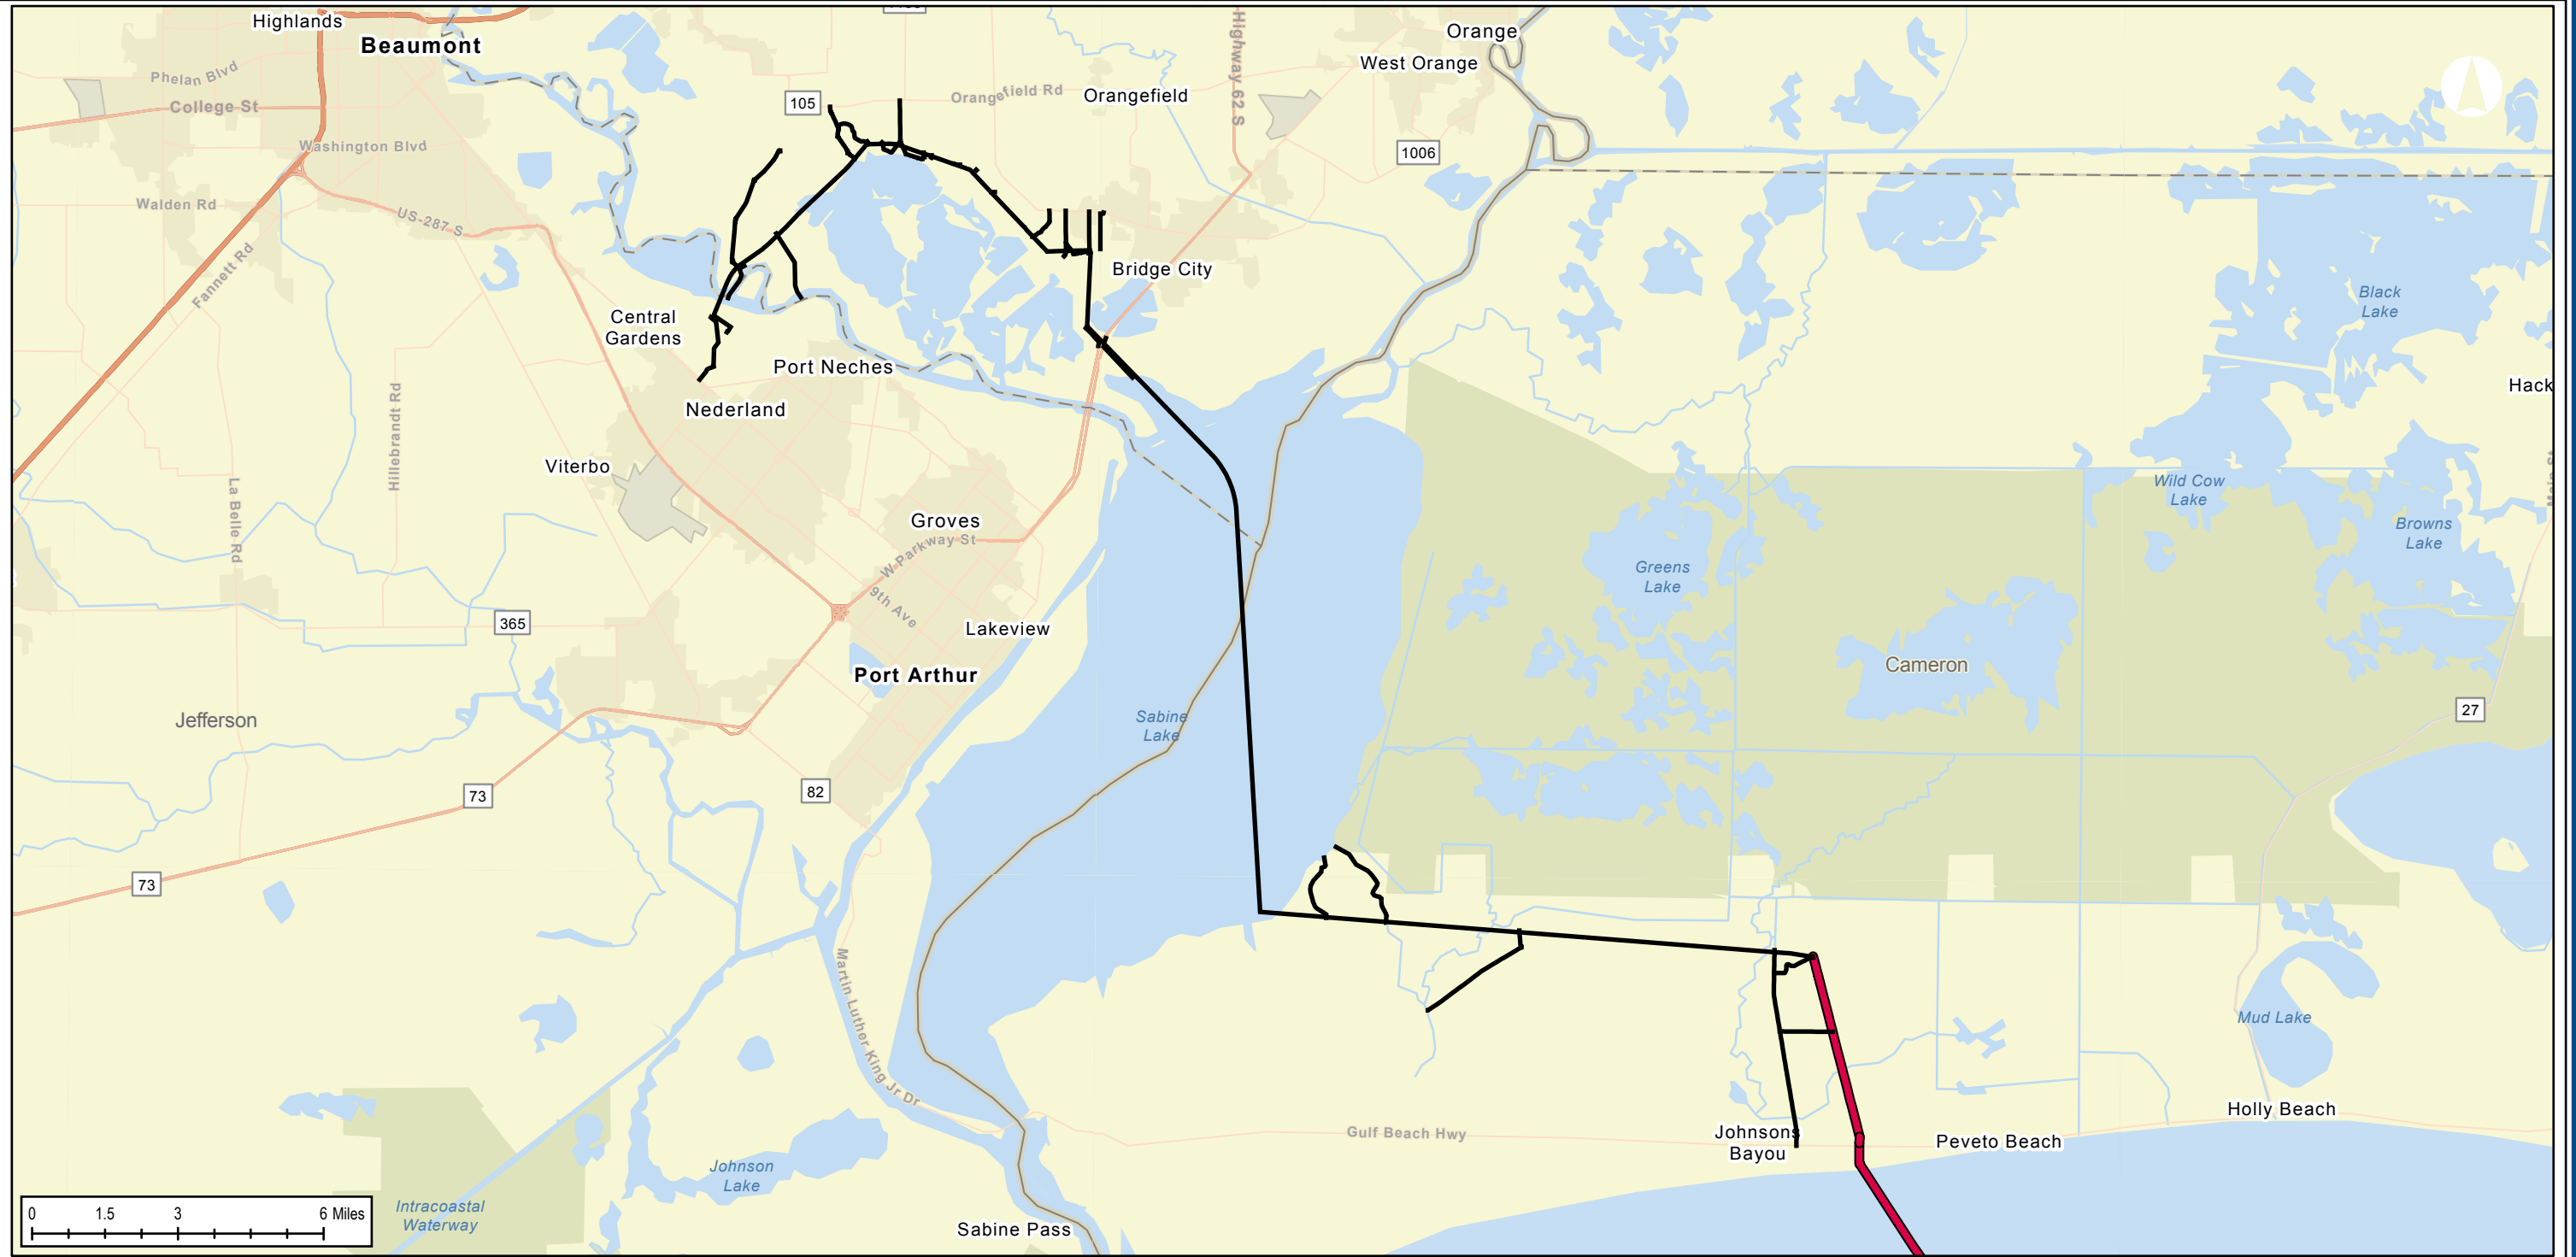 Highlands
Beaumont
Orange
West Orange
Phelan Blvd
College St
105
Orangefield Rd
Orangefield
Highway 62 S
1006
Washington Blvd
Walden Rd
US-287 S
Fannett Rd
Bridge City
Black
Lake
Central
Gardens
Port Neches
Nederland
Hack
Hillebrandt Rd
Viterbo
La Belle Rd
Groves
W Parkway St
9th Ave
Wild Cow
Lake
Browns
Lake
Greens
Lake
365
Lakeview
Port Arthur
Cameron
Jefferson
Sabine
Lake
27
73
82
73
Martin Luther King Jr Dr
Mud Lake
Gulf Beach Hwy
Johnsons
Bayou
Peveto Beach
Holly Beach
Johnson
Lake
Intracoastal
Waterway
Sabine Pass
0 1.5 3 6 Miles